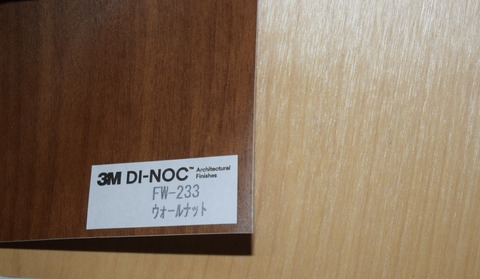 3M DI-NOC™ Architectural Finishes
FW-233
ウォールナット